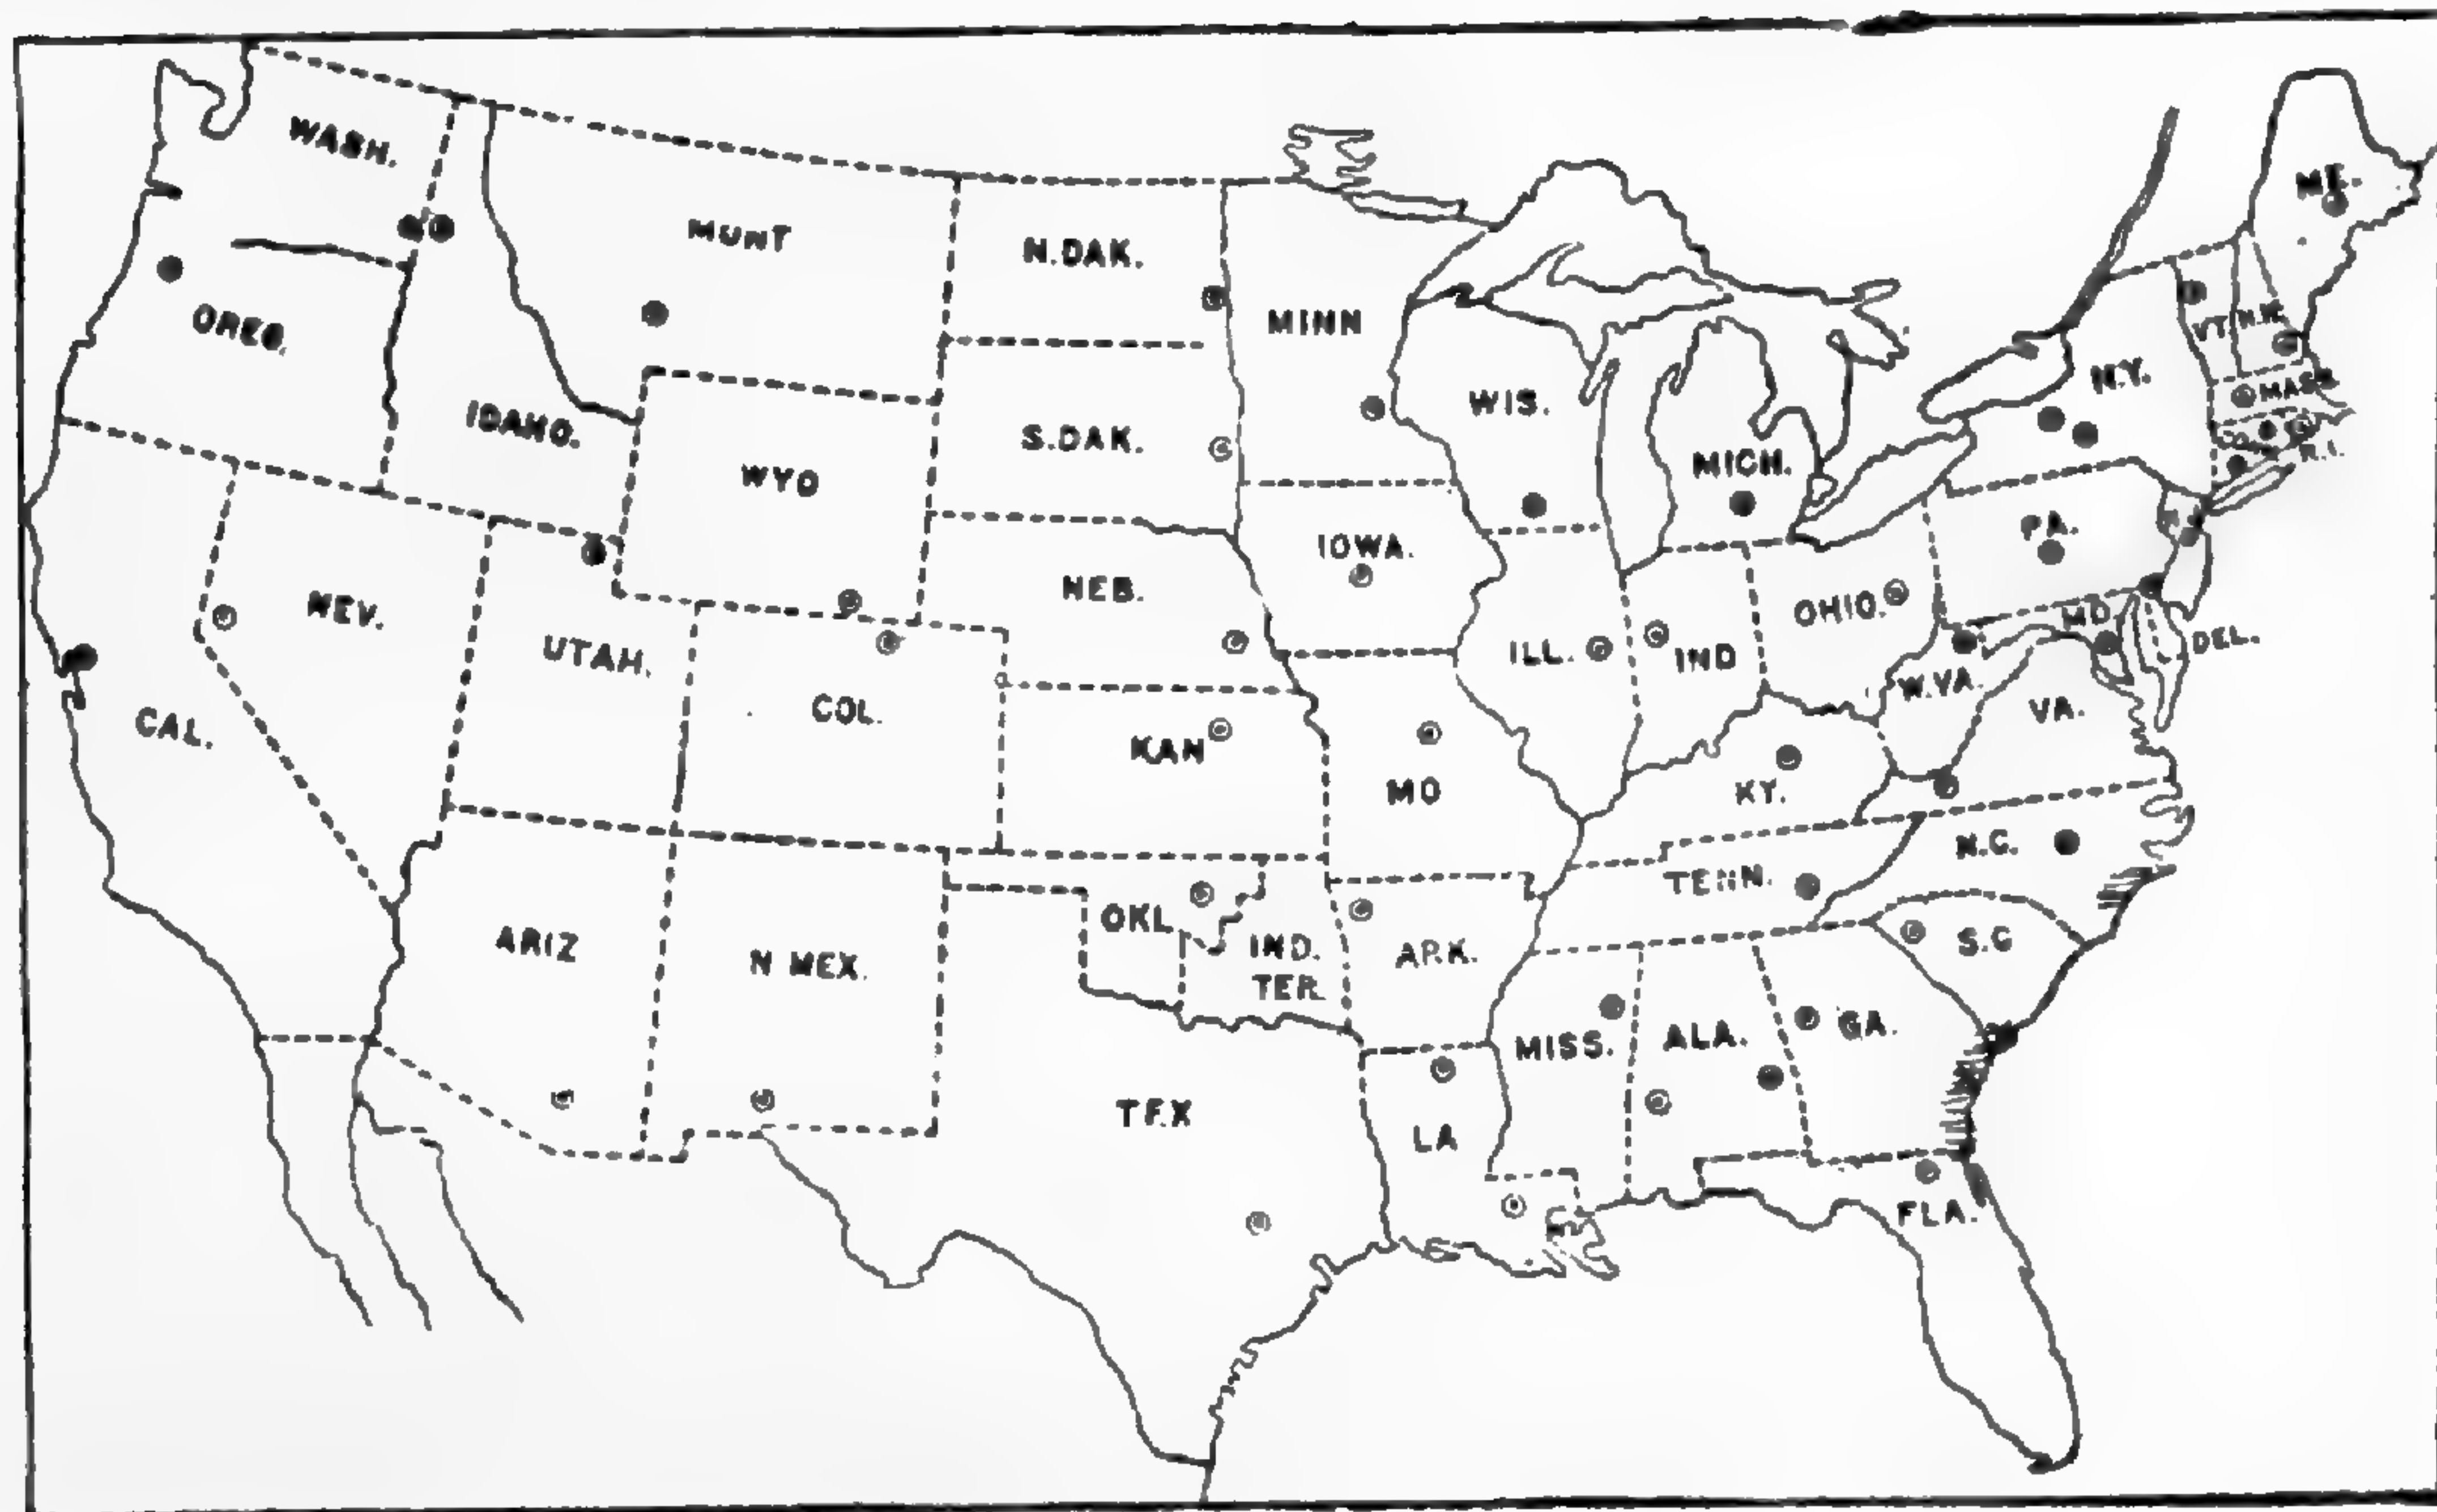 WASH.
MONT
N.DAK.
MINN
ME.
OREG.
IDAHO.
WYO
S.DAK.
WIS.
MICH.
N.Y.
VT.
N.H.
MASS.
R.I.
NEV.
UTAH.
NEB.
IOWA.
ILL.
IND
OHIO.
PA.
MD
DEL.
W.VA.
VA.
CAL.
COL.
KAN
MO
KY.
TENN.
N.C.
S.C
ARIZ
N MEX.
OKL.
IND.
TER.
ARK.
MISS.
ALA.
GA.
TEX
LA
FLA.